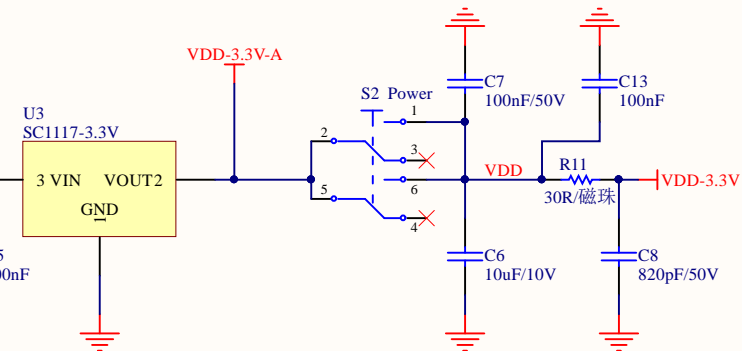 VDD-3.3V-A
U3
SC1117-3.3V
3 VIN
VOUT2
GND
1
S2 Power
1
2
3
5
6
4
C7
100nF/50V
C13
100nF
VDD
R11
30R/磁珠
VDD-3.3V
C6
10uF/10V
C8
820pF/50V